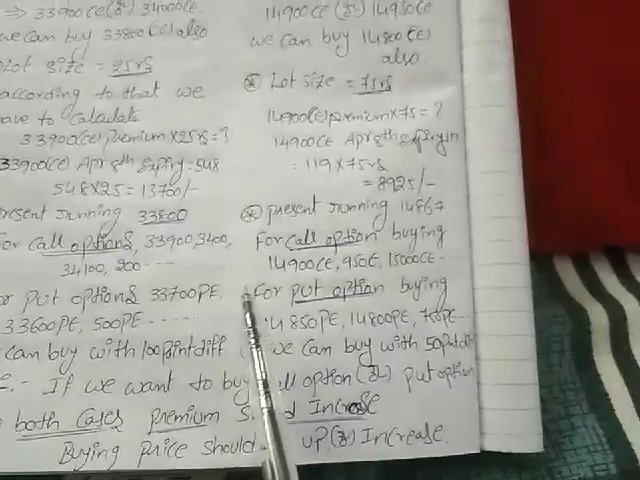 ⇒ 33900CE(or) 34000CE
we can buy 33800(CE) also
Lot size = 25rs
according to that we
have to calculate
33900(CE) premium × 25rs = ?
33900(CE) Apr 8th expiry = 548
548 × 25 = 13700/-
present running 33800
For call options, 33900, 3400,
34,100, 200 -----
For put options 33700PE,
33600PE, 500PE -----
can buy with 100point diff
14900CE (or) 14950CE
we can buy 14800(CE)
also.
* Lot size = 75rs
14900(CE) premium × 75 = ?
14900CE Apr 8th expiry in
= 119 × 75rs
= 8925/-
* present running 14867
For call option buying
14900CE, 950E, 15000CE--
For put option buying
14850PE, 14800PE,
we can buy with 50point
:- If we want to buy call option (or) put option
both cases premium Increase
Buying price should UP (or) Increase.